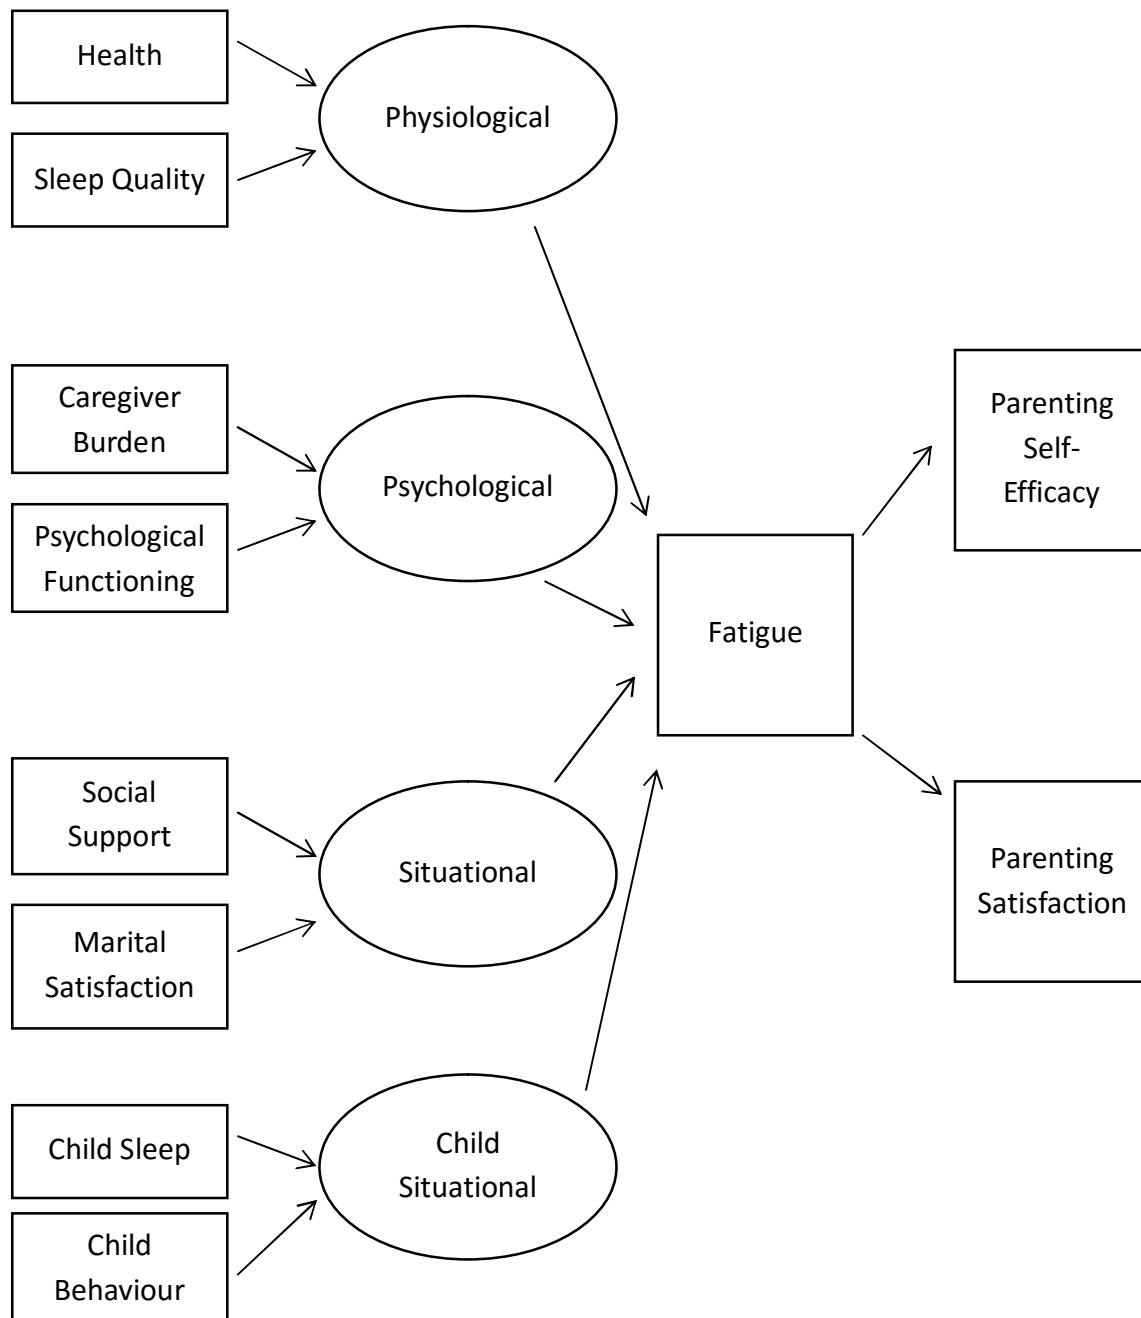 Health
Physiological
Sleep Quality
Caregiver
Burden
Psychological
Psychological
Functioning
Fatigue
Parenting
Self-
Efficacy
Social
Support
Situational
Marital
Satisfaction
Parenting
Satisfaction
Child Sleep
Child
Situational
Child
Behaviour